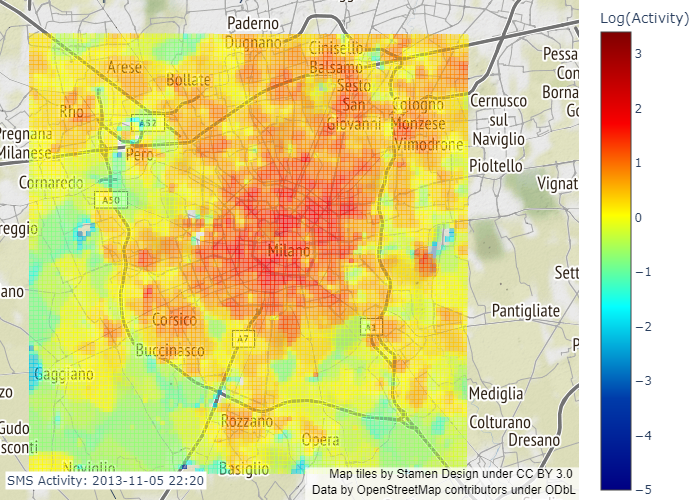 Paderno
Dugnano
Cinisello
Balsamo
Log(Activity)
Arese
Bollate
Sesto
San
Giovanni
Pessa
Con
Borna
Go
Rho
A52
Cologno
Monzese
Vimodrone
Cernusco
sul
Naviglio
Pregnana
Milanese
Pero
Pioltello
Cornaredo
A50
Vignat
reggio
Milano
Sett
ano
Corsico
A7
A1
Pantigliate
Buccinasco
P
Gaggiano
zo
Mediglia
Gudo
sconti
Rozzano
Opera
Colturano
Dresano
Noviglio
Basiglio
3
2
1
0
−1
−2
−3
−4
−5
SMS Activity: 2013-11-05 22:20
Map tiles by Stamen Design under CC BY 3.0
Data by OpenStreetMap contributors under ODbL